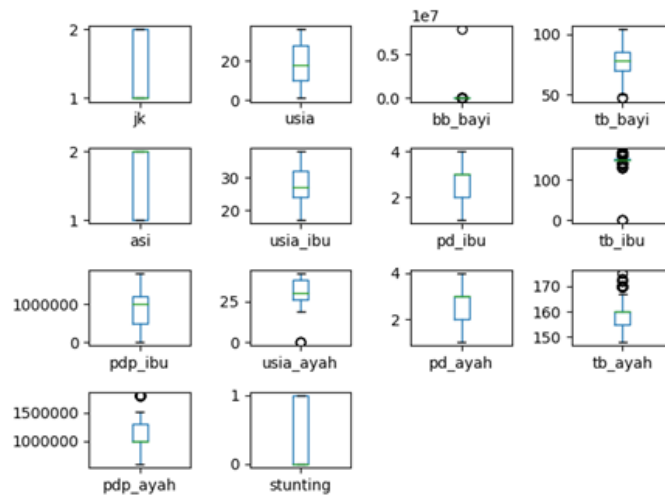 1e7
2
1
jk
20
0
usia
0.5
0.0
bb_bayi
100
50
tb_bayi
2
1
asi
30
20
usia_ibu
4
2
pd_ibu
100
0
tb_ibu
1000000
0
pdp_ibu
25
0
usia_ayah
4
2
pd_ayah
170
160
150
tb_ayah
1500000
1000000
pdp_ayah
1
0
stunting